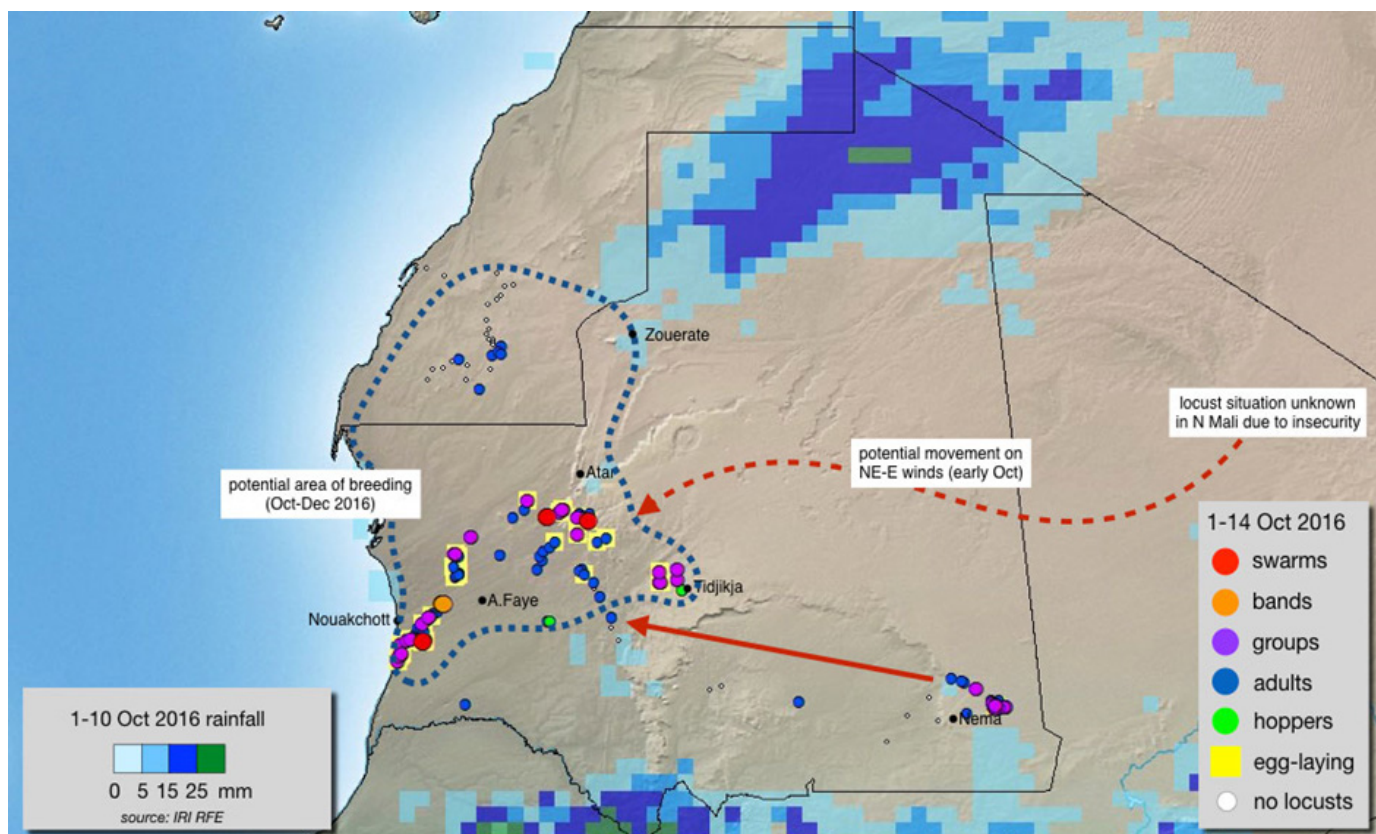 Zouerate
locust situation unknown
in N Mali due to insecurity
potential movement on
NE-E winds (early Oct)
Atar
potential area of breeding
(Oct-Dec 2016)
Tidjikja
A.Faye
Nouakchott
Nema
1-10 Oct 2016 rainfall
0 5 15 25 mm
source: IRI RFE
1-14 Oct 2016
swarms
bands
groups
adults
hoppers
egg-laying
no locusts